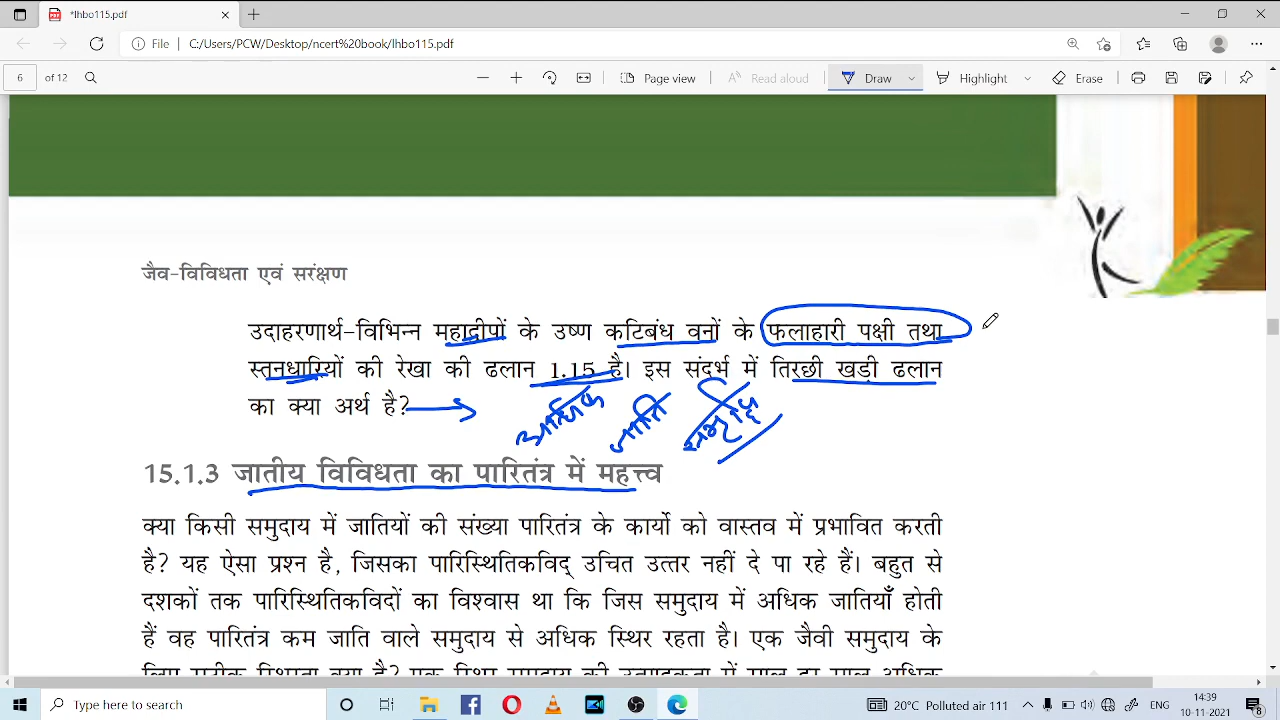 *lhbo115.pdf
File C:/Users/PCW/Desktop/ncert%20book/lhbo115.pdf
6 of 12 Page view Read aloud Draw Highlight Erase
जैव-विविधता एवं सरंक्षण
उदाहरणार्थ-विभिन्न महाद्वीपों के उष्ण कटिबंध वनों के फलाहारी पक्षी तथा
स्तनधारियों की रेखा की ढलान 1.15 है। इस संदर्भ में तिरछी खड़ी ढलान
का क्या अर्थ है?
अधिक जाति समृद्धि
15.1.3 जातीय विविधता का पारितंत्र में महत्त्व
क्या किसी समुदाय में जातियों की संख्या पारितंत्र के कार्यो को वास्तव में प्रभावित करती
है? यह ऐसा प्रश्न है, जिसका पारिस्थितिकविद् उचित उत्तर नहीं दे पा रहे हैं। बहुत से
दशकों तक पारिस्थितिकविदों का विश्वास था कि जिस समुदाय में अधिक जातियाँ होती
हैं वह पारितंत्र कम जाति वाले समुदाय से अधिक स्थिर रहता है। एक जैवी समुदाय के
Type here to search 20°C Polluted air 111 ENG 14:39
10-11-2021 8